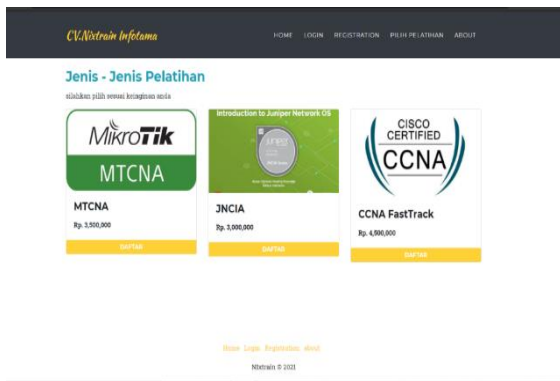 CV.Nixtrain Infotama
HOME LOGIN REGISTRATION PILIH PELATIHAN ABOUT
Jenis - Jenis Pelatihan
silahkan pilih sesuai keinginan anda
MikroTik
MTCNA
MTCNA
Rp. 3,500,000
DAFTAR
Introduction to Juniper Network OS
JNCIA
Rp. 3,000,000
DAFTAR
CISCO
CERTIFIED
CCNA
CCNA FastTrack
Rp. 4,500,000
DAFTAR
Home Login Registration About
Nixtrain © 2021